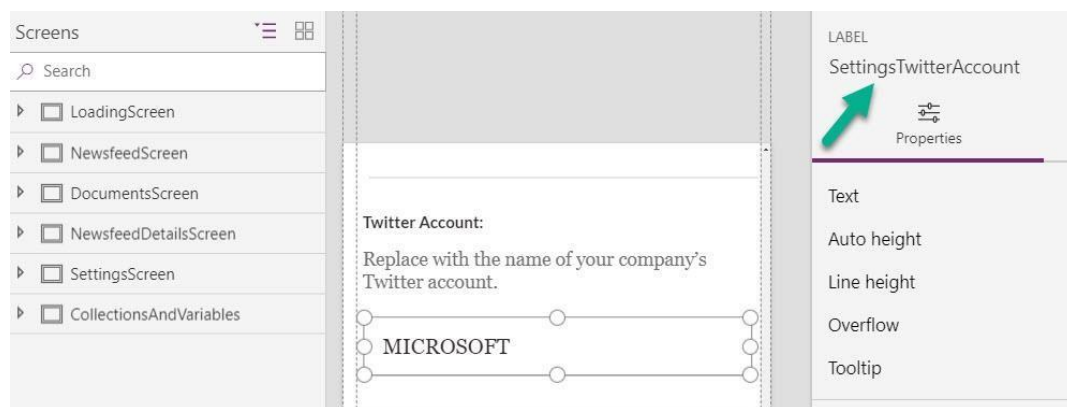 Screens
Search
LoadingScreen
NewsfeedScreen
DocumentsScreen
NewsfeedDetailsScreen
SettingsScreen
CollectionsAndVariables
Twitter Account:
Replace with the name of your company's
Twitter account.
MICROSOFT
LABEL
SettingsTwitterAccount
Properties
Text
Auto height
Line height
Overflow
Tooltip